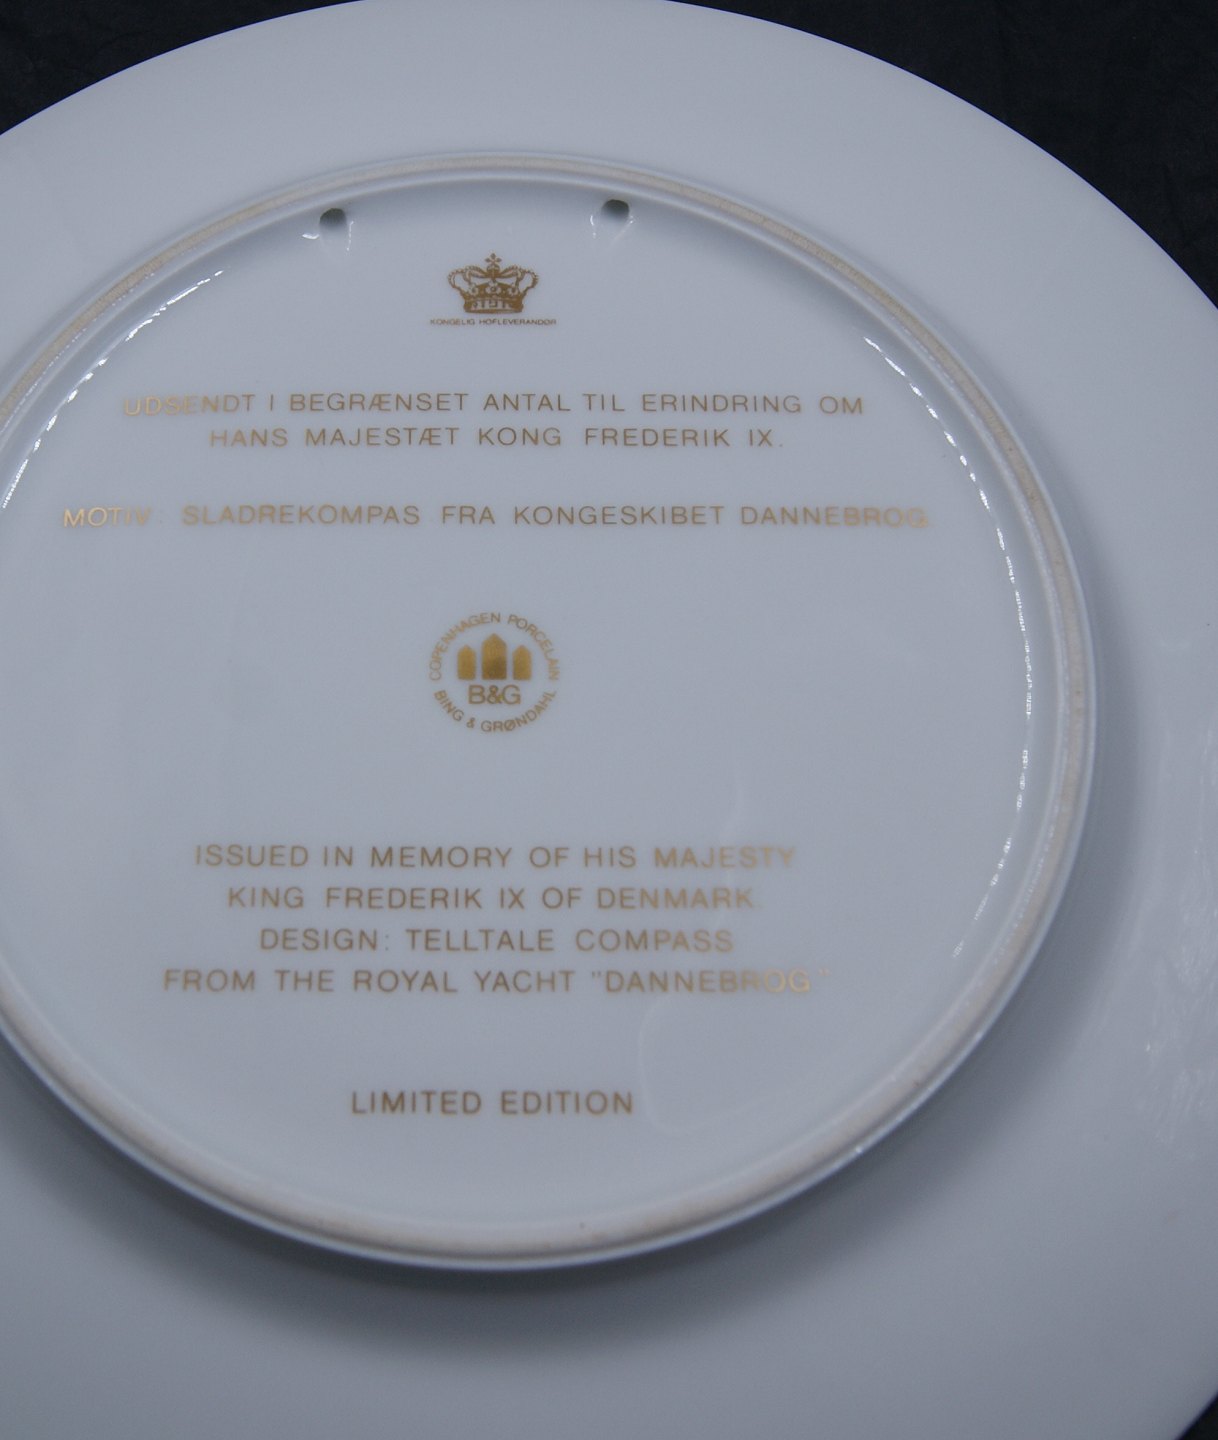 KONGELIG HOFLEVERANDØR
UDSENDT I BEGRÆNSET ANTAL TIL ERINDRING OM
HANS MAJESTÆT KONG FREDERIK IX.
MOTIV: SLADREKOMPAS FRA KONGESKIBET DANNEBROG.
COPENHAGEN PORCELAIN
B&G
BING & GRØNDAHL
ISSUED IN MEMORY OF HIS MAJESTY
KING FREDERIK IX OF DENMARK.
DESIGN: TELLTALE COMPASS
FROM THE ROYAL YACHT "DANNEBROG."
LIMITED EDITION